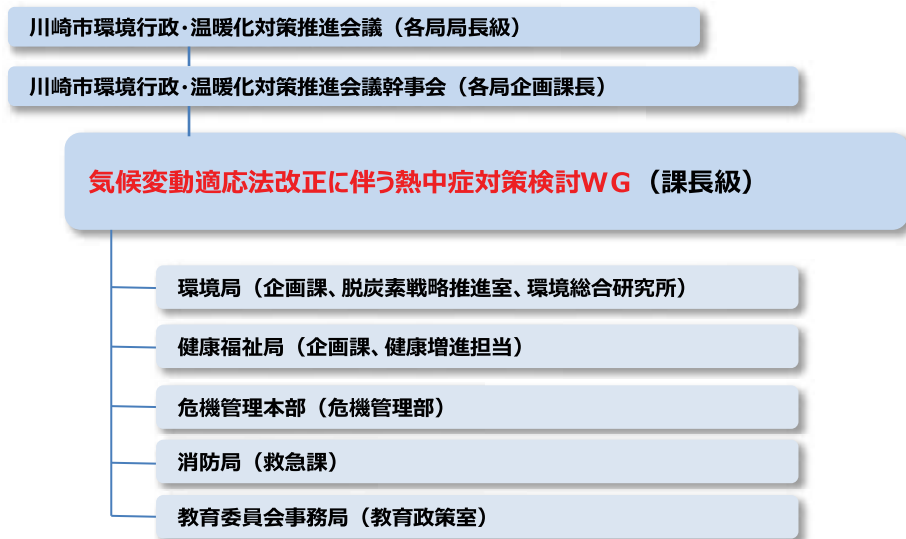 川崎市環境行政･温暖化対策推進会議（各局局長級）
川崎市環境行政･温暖化対策推進会議幹事会（各局企画課長）
気候変動適応法改正に伴う熱中症対策検討WG（課長級）
環境局（企画課、脱炭素戦略推進室、環境総合研究所）
健康福祉局（企画課、健康増進担当）
危機管理本部（危機管理部）
消防局（救急課）
教育委員会事務局（教育政策室）